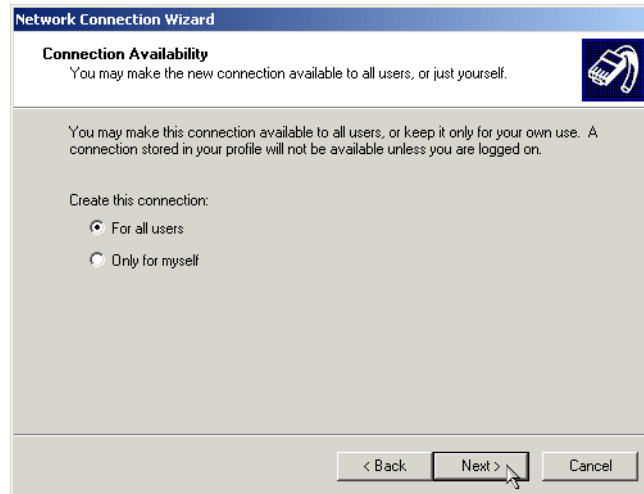 Network Connection Wizard
Connection Availability
You may make the new connection available to all users, or just yourself.
You may make this connection available to all users, or keep it only for your own use.  A
connection stored in your profile will not be available unless you are logged on.
Create this connection:
For all users
Only for myself
< Back
Next >
Cancel